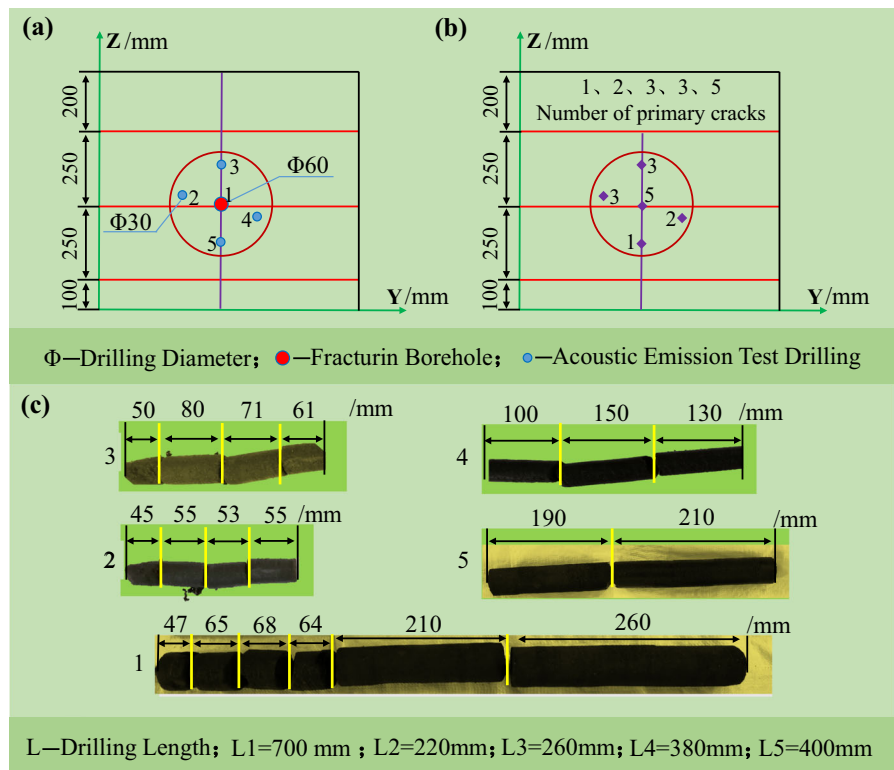 (a)
Z/mm
200
250
250
100
3
Φ60
2
1
Φ30
4
5
Y/mm
(b)
Z/mm
200
250
250
100
1、2、3、3、5
Number of primary cracks
3
3
5
2
1
Y/mm
Φ—Drilling Diameter; —Fracturin Borehole; —Acoustic Emission Test Drilling
(c)
50 80 71 61 /mm
3
45 55 53 55 /mm
2
100 150 130 /mm
4
190 210 /mm
5
47 65 68 64 210 260 /mm
1
L—Drilling Length; L1=700 mm ; L2=220mm; L3=260mm; L4=380mm; L5=400mm